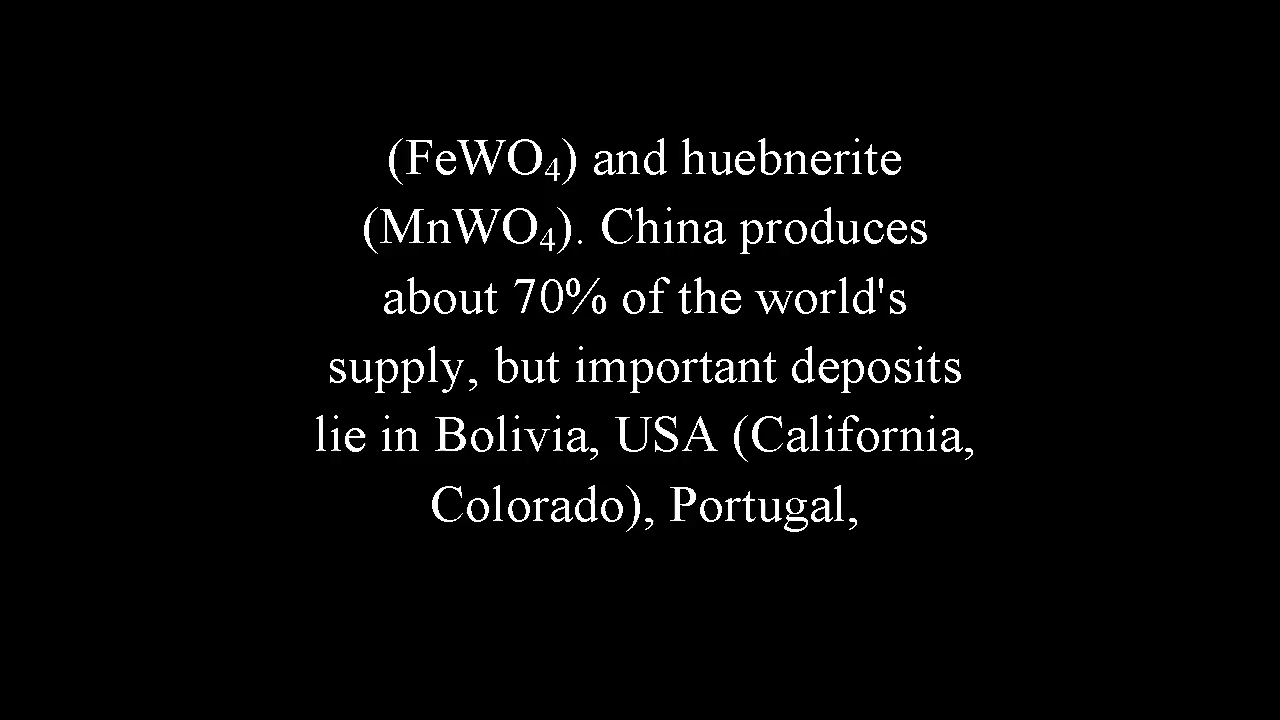 (FeWO₄) and huebnerite
(MnWO₄). China produces
about 70% of the world's
supply, but important deposits
lie in Bolivia, USA (California,
Colorado), Portugal,